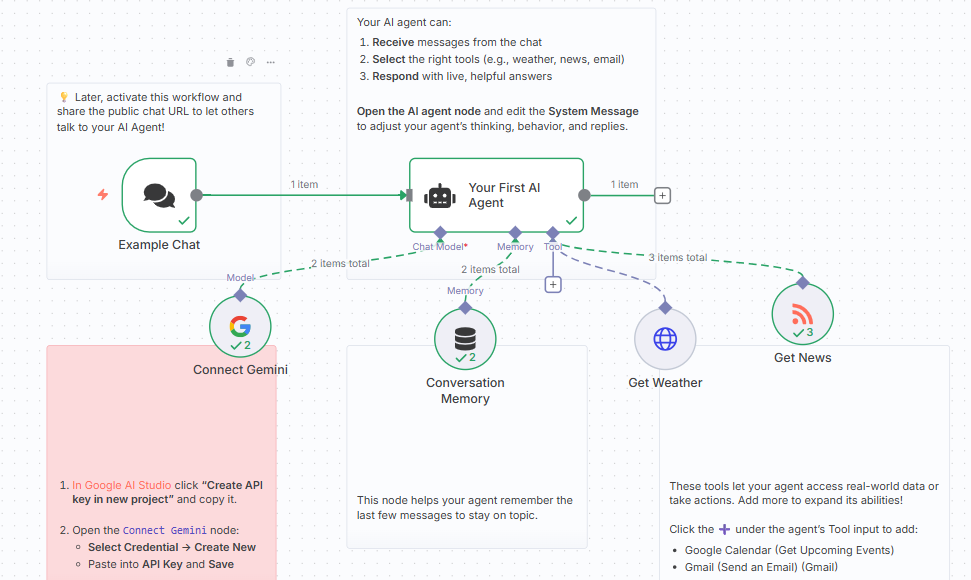 Your AI agent can:
1. Receive messages from the chat
2. Select the right tools (e.g., weather, news, email)
3. Respond with live, helpful answers
Open the AI agent node and edit the System Message
to adjust your agent's thinking, behavior, and replies.
💡 Later, activate this workflow and
share the public chat URL to let others
talk to your AI Agent!
1 item
Your First AI
Agent
1 item
Example Chat
Chat Model*
Memory
Tool
2 items total
2 items total
3 items total
Model
Memory
2
2
3
Connect Gemini
Conversation
Memory
Get Weather
Get News
1. In Google AI Studio click “Create API
key in new project” and copy it.
2. Open the Connect Gemini node:
Select Credential → Create New
Paste into API Key and Save
This node helps your agent remember the
last few messages to stay on topic.
These tools let your agent access real-world data or
take actions. Add more to expand its abilities!
Click the ➕ under the agent's Tool input to add:
• Google Calendar (Get Upcoming Events)
• Gmail (Send an Email) (Gmail)